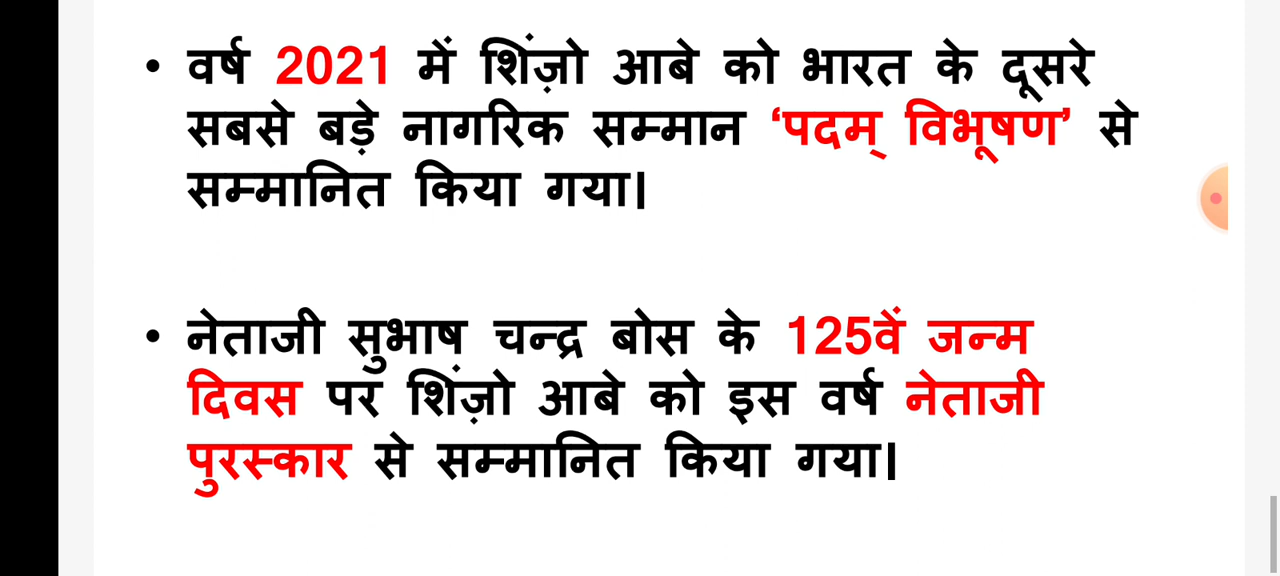 • वर्ष 2021 में शिंज़ो आबे को भारत के दूसरे
सबसे बड़े नागरिक सम्मान ‘पदम् विभूषण’ से
सम्मानित किया गया।
• नेताजी सुभाष चन्द्र बोस के 125वें जन्म
दिवस पर शिंज़ो आबे को इस वर्ष नेताजी
पुरस्कार से सम्मानित किया गया।